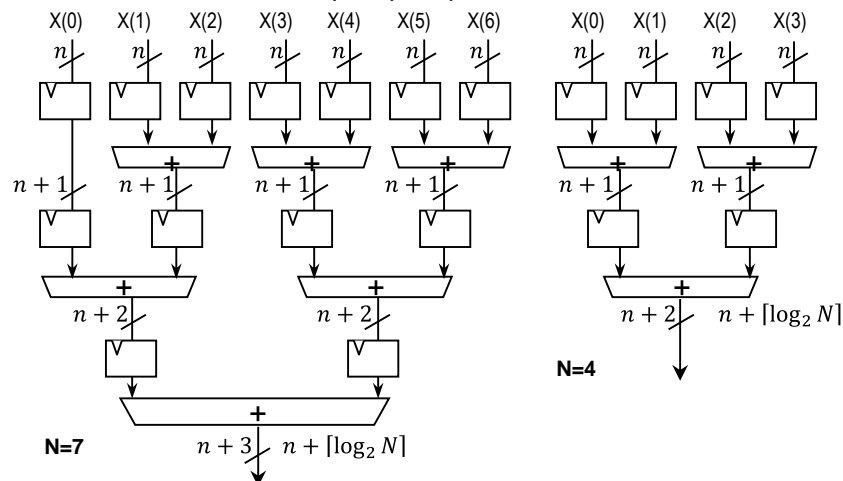 X(0) X(1) X(2) X(3) X(4) X(5) X(6) X(0) X(1) X(2) X(3)
n n n n n n n n n n n
+ + + + +
n + 1 n + 1 n + 1 n + 1 n + 1 n + 1
+ + +
n + 2 n + 2 n + 2 n + ⌈log₂ N⌉
N=4
+
N=7 n + 3 n + ⌈log₂ N⌉